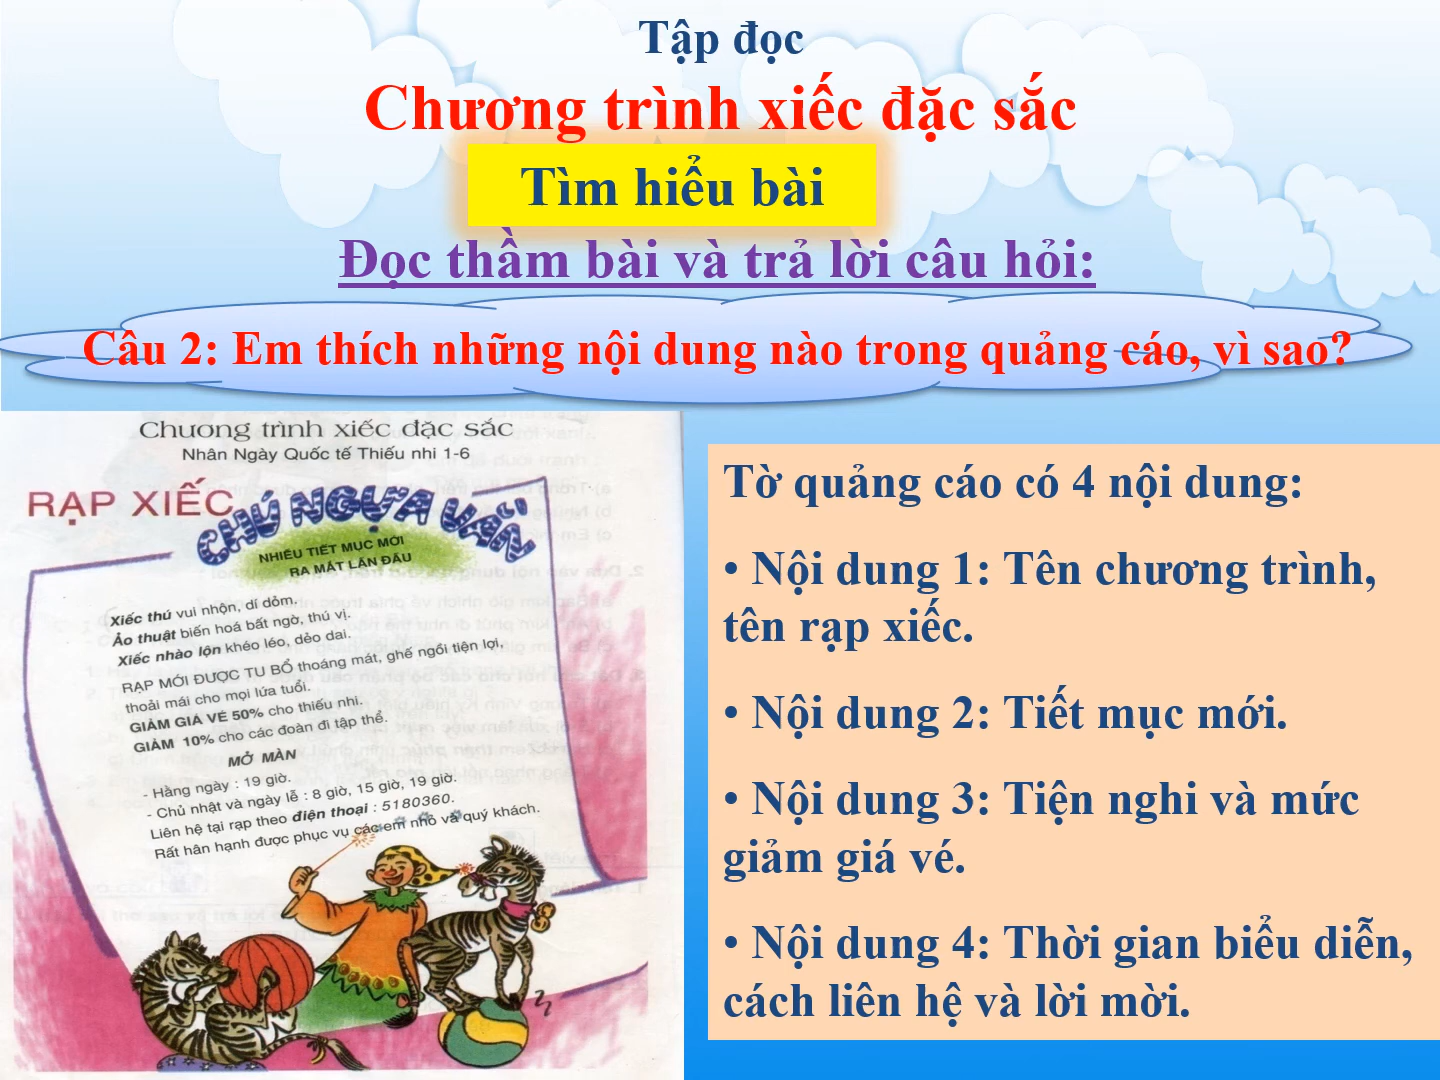 Tập đọc
Chương trình xiếc đặc sắc
Tìm hiểu bài
Đọc thầm bài và trả lời câu hỏi:
Câu 2: Em thích những nội dung nào trong quảng cáo, vì sao?
Chương trình xiếc đặc sắc
Nhân Ngày Quốc tế Thiếu nhi 1-6
RẠP XIẾC
CHÚ NGỰA VẰN
NHIỀU TIẾT MỤC MỚI
RA MẮT LẦN ĐẦU
Xiếc thú vui nhộn, dí dỏm.
Ảo thuật biến hoá bất ngờ, thú vị.
Xiếc nhào lộn khéo léo, dẻo dai.
RẠP MỚI ĐƯỢC TU BỔ thoáng mát, ghế ngồi tiện lợi,
thoải mái cho mọi lứa tuổi.
GIẢM GIÁ VÉ 50% cho thiếu nhi.
GIẢM 10% cho các đoàn đi tập thể.
MỞ MÀN
- Hằng ngày : 19 giờ.
- Chủ nhật và ngày lễ : 8 giờ, 15 giờ, 19 giờ.
Liên hệ tại rạp theo điện thoại : 5180360.
Rất hân hạnh được phục vụ các em nhỏ và quý khách.
Tờ quảng cáo có 4 nội dung:
• Nội dung 1: Tên chương trình,
tên rạp xiếc.
• Nội dung 2: Tiết mục mới.
• Nội dung 3: Tiện nghi và mức
giảm giá vé.
• Nội dung 4: Thời gian biểu diễn,
cách liên hệ và lời mời.